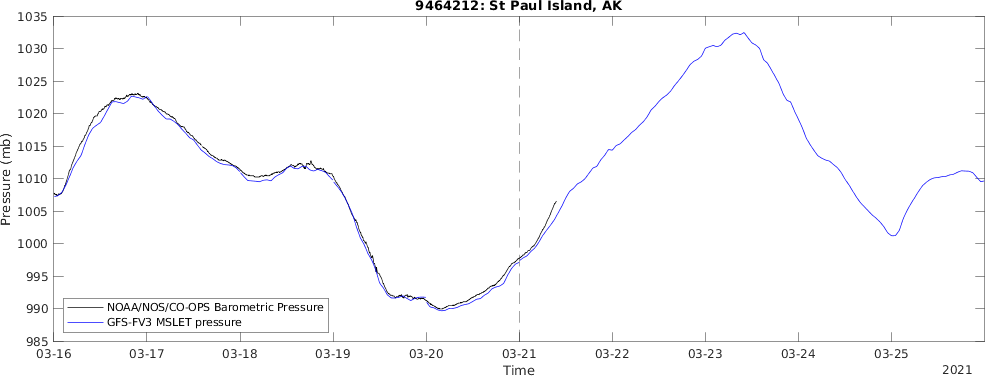 9464212: St Paul Island, AK
1035
1030
1025
1020
1015
1010
1005
1000
995
990
985
Pressure (mb)
NOAA/NOS/CO-OPS Barometric Pressure
GFS-FV3 MSLET pressure
03-16 03-17 03-18 03-19 03-20 03-21 03-22 03-23 03-24 03-25
Time
2021